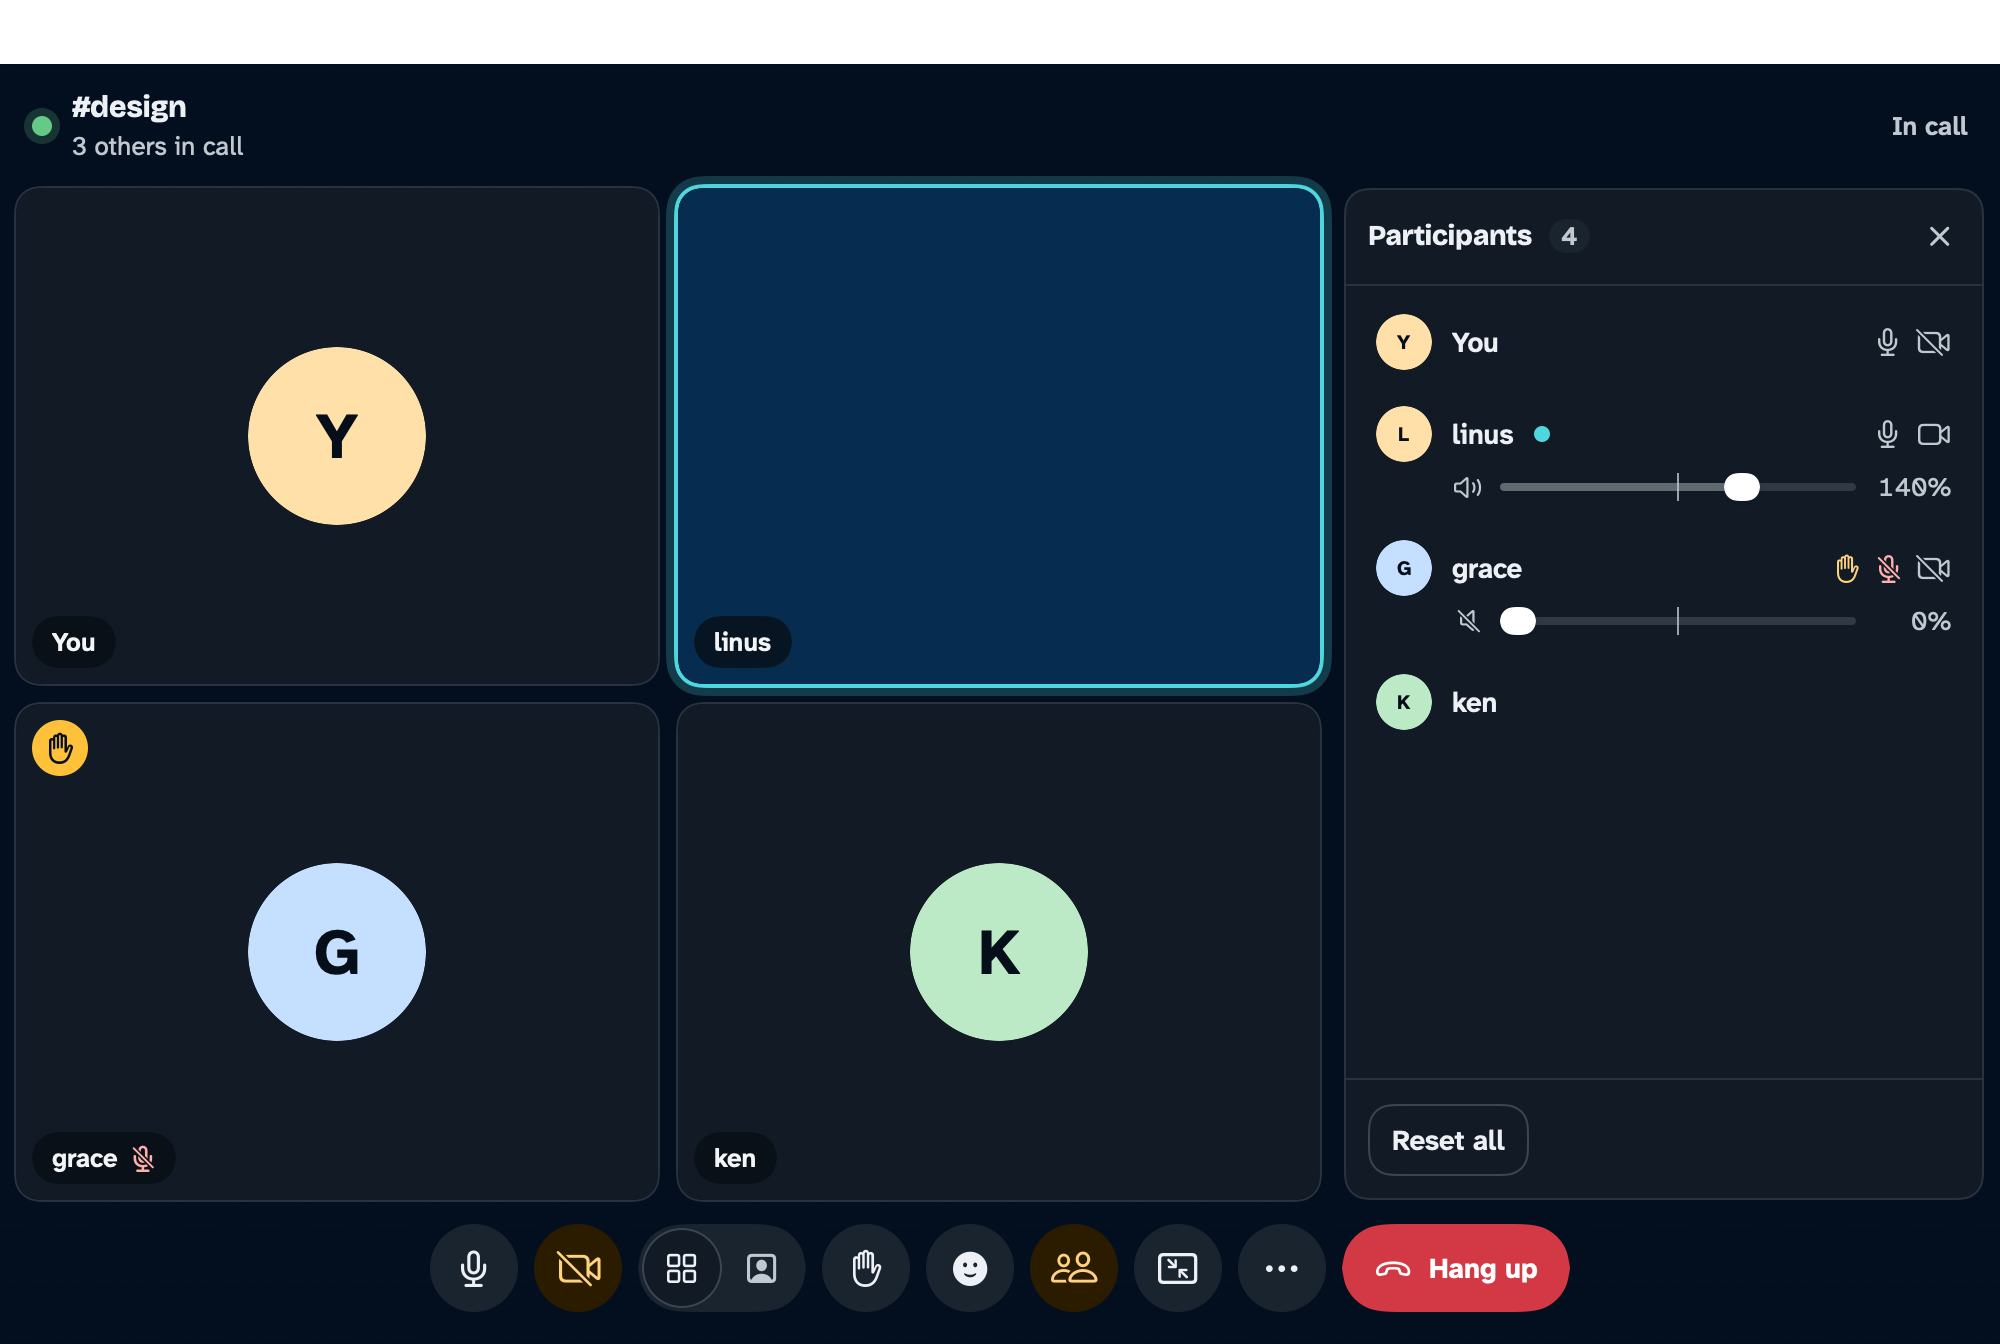 #design
3 others in call
In call
Y
You
linus
G
grace
K
ken
Participants 4
Y You
L linus
140%
G grace
0%
K ken
Reset all
Hang up